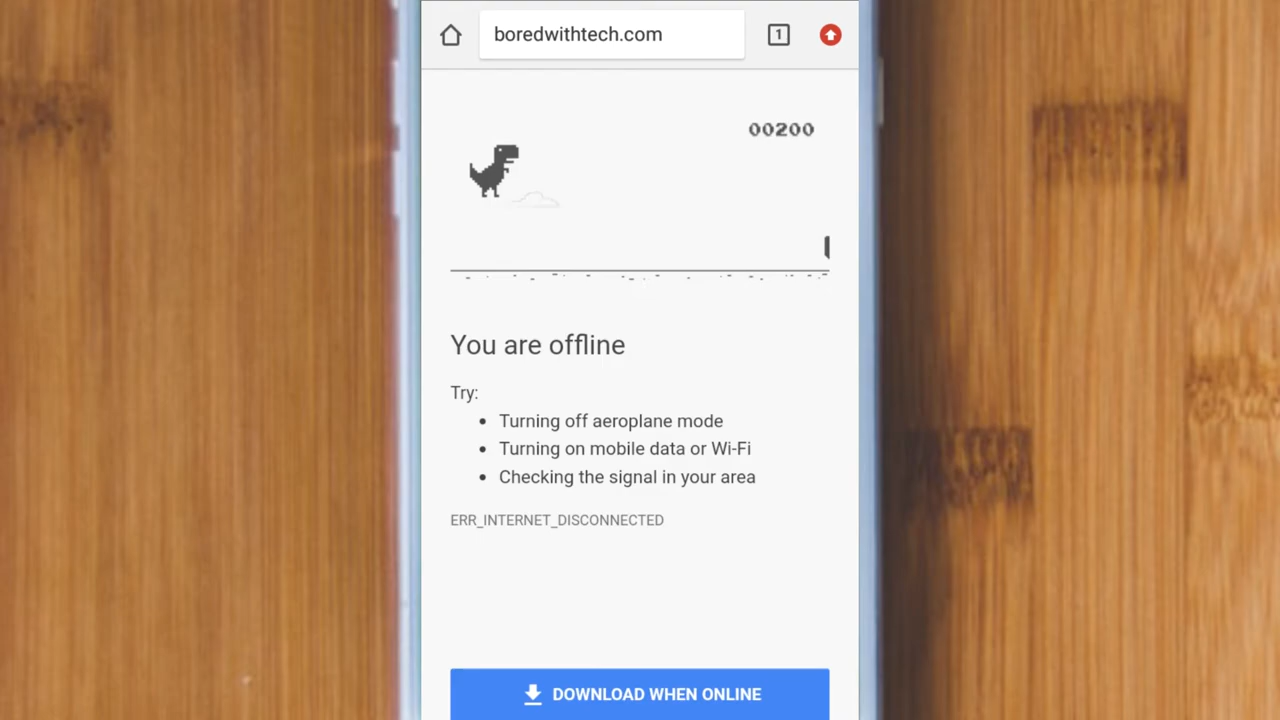 boredwithtech.com
1
00200
You are offline
Try:
• Turning off aeroplane mode
• Turning on mobile data or Wi-Fi
• Checking the signal in your area
ERR_INTERNET_DISCONNECTED
DOWNLOAD WHEN ONLINE